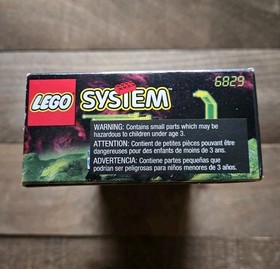 LEGO SYSTEM 6829
WARNING: Contains small parts which may be
hazardous to children under age 3.
ATTENTION: Contient de petites pièces pouvant être
dangereuses pour des enfants de moins de 3 ans.
ADVERTENCIA: Contiene partes pequeñas que
podrían ser peligrosas para niños menores de 3 años.